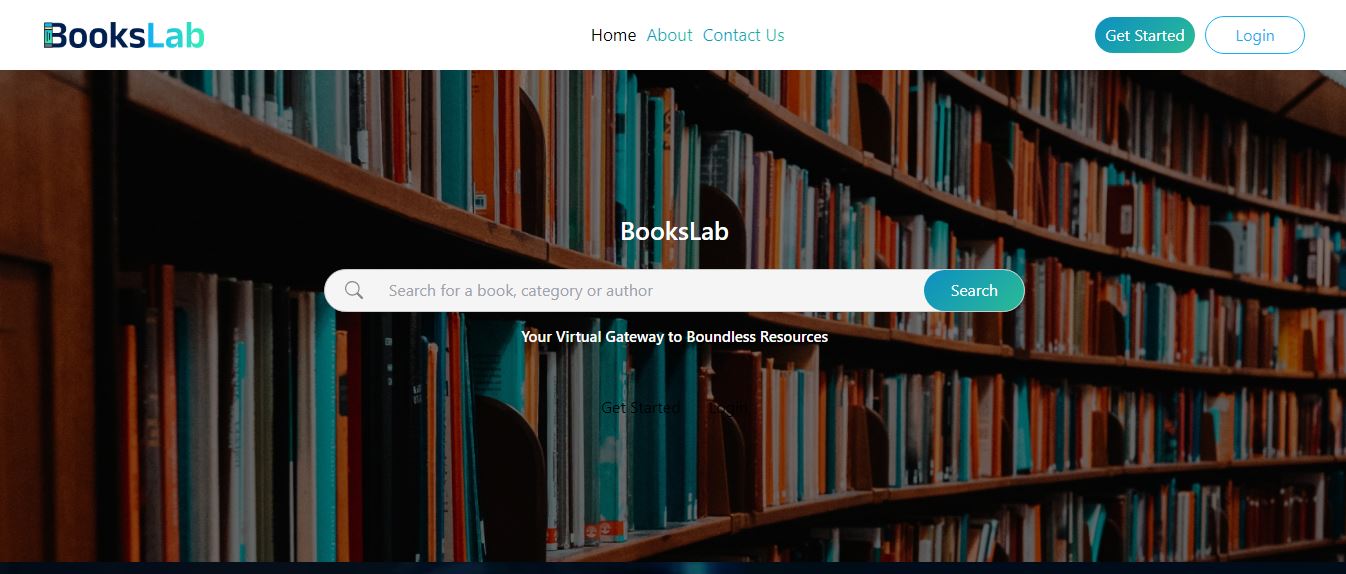 BooksLab
Home About Contact Us
Get Started
Login
BooksLab
Search for a book, category or author
Search
Your Virtual Gateway to Boundless Resources
Get Started
Login